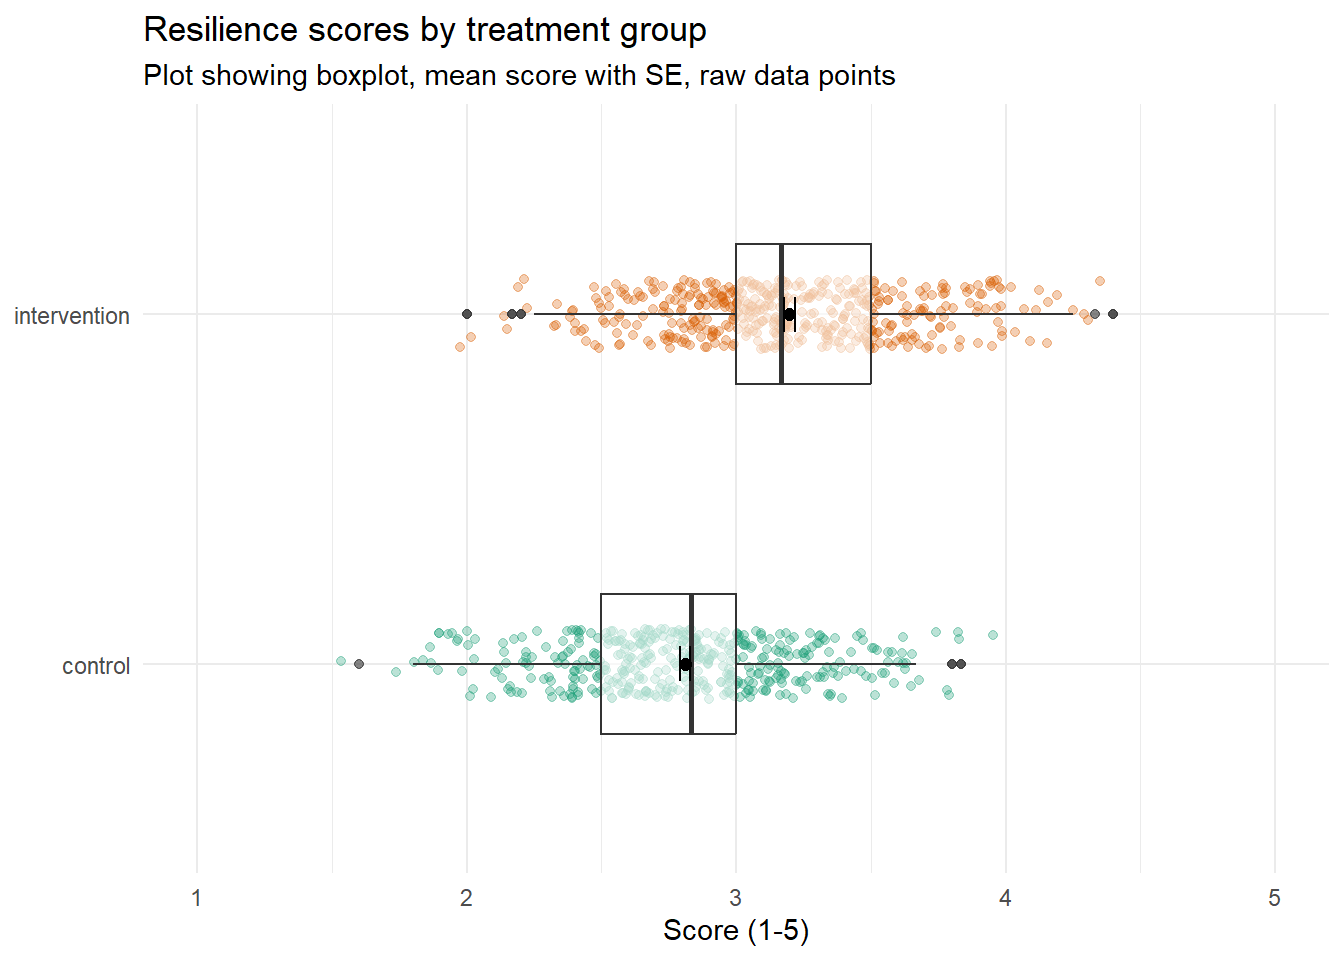 Resilience scores by treatment group
Plot showing boxplot, mean score with SE, raw data points
intervention
control
1 2 3 4 5
Score (1-5)